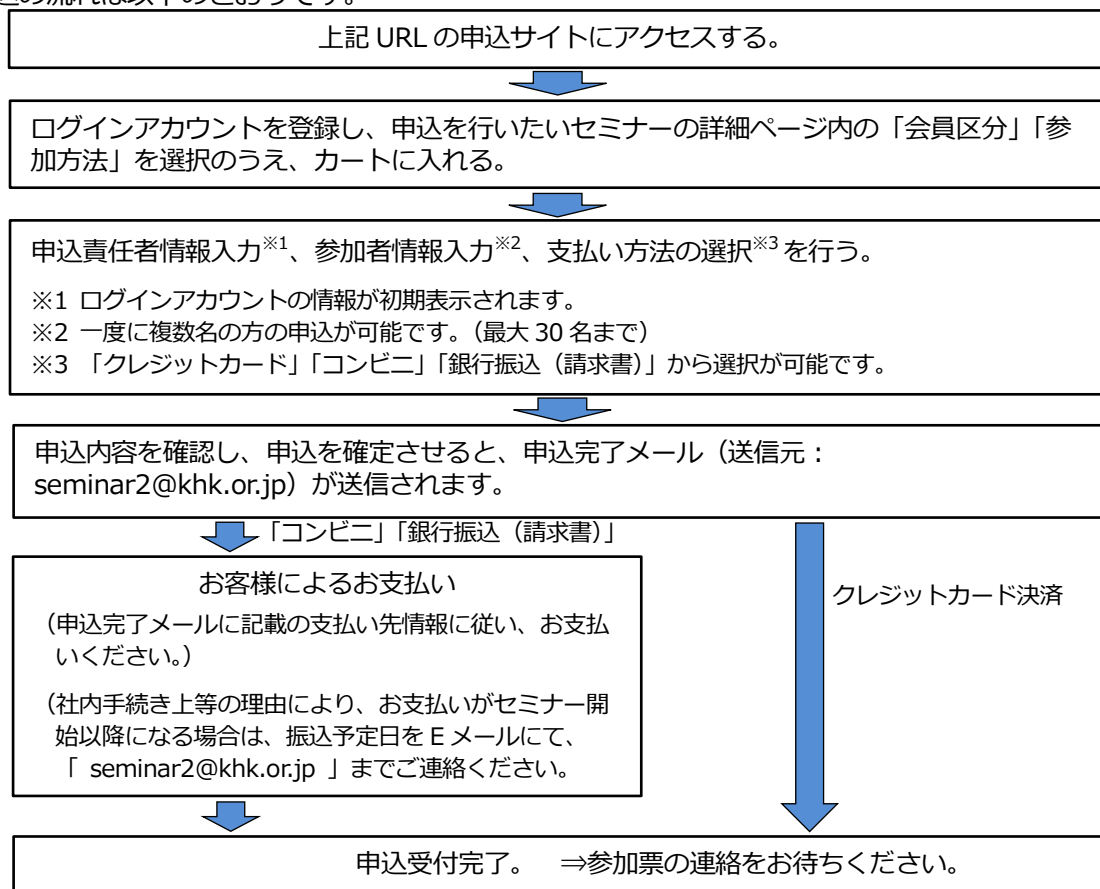 込の流れは以下のとおりです。
上記 URL の申込サイトにアクセスする。
ログインアカウントを登録し、申込を行いたいセミナーの詳細ページ内の「会員区分」「参
加方法」を選択のうえ、カートに入れる。
申込責任者情報入力※1、参加者情報入力※2、支払い方法の選択※3を行う。
※1 ログインアカウントの情報が初期表示されます。
※2 一度に複数名の方の申込が可能です。（最大 30 名まで）
※3 「クレジットカード」「コンビニ」「銀行振込（請求書）」から選択が可能です。
申込内容を確認し、申込を確定させると、申込完了メール（送信元：
seminar2@khk.or.jp）が送信されます。
「コンビニ」「銀行振込（請求書）」
お客様によるお支払い
（申込完了メールに記載の支払い先情報に従い、お支払
いください。）
（社内手続き上等の理由により、お支払いがセミナー開
始以降になる場合は、振込予定日を E メールにて、
「 seminar2@khk.or.jp 」までご連絡ください。
クレジットカード決済
申込受付完了。 ⇒参加票の連絡をお待ちください。